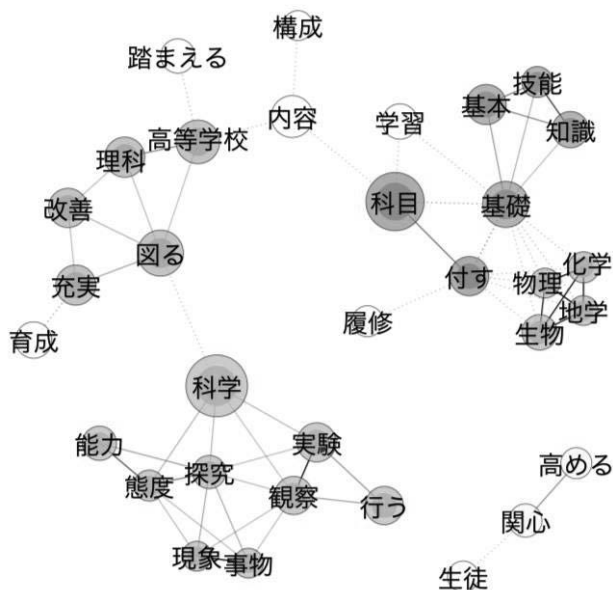 構成
踏まえる
内容
高等学校
学習
技能
基本
知識
理科
改善
科目
基礎
図る
充実
付す
化学
物理
地学
生物
育成
履修
科学
能力
実験
探究
態度
観察
行う
現象
事物
高める
関心
生徒